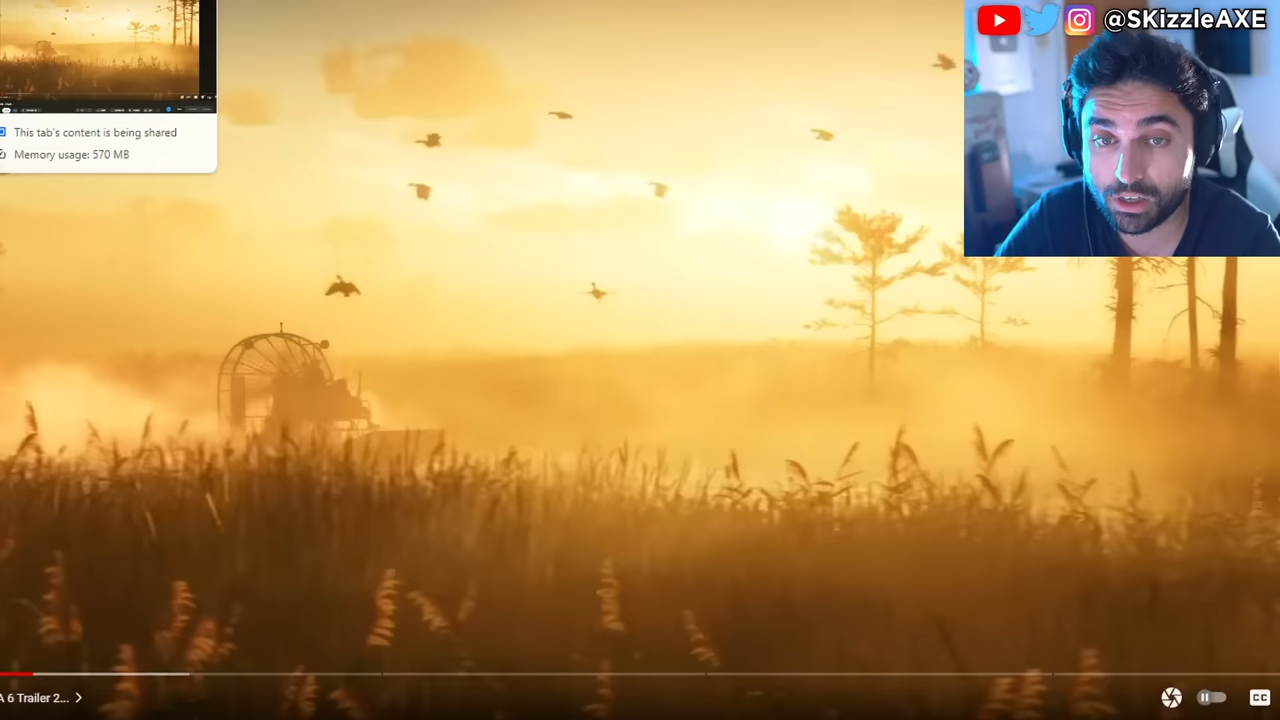 @SKizzleAXE
This tab's content is being shared
Memory usage: 570 MB
A 6 Trailer 2...
CC